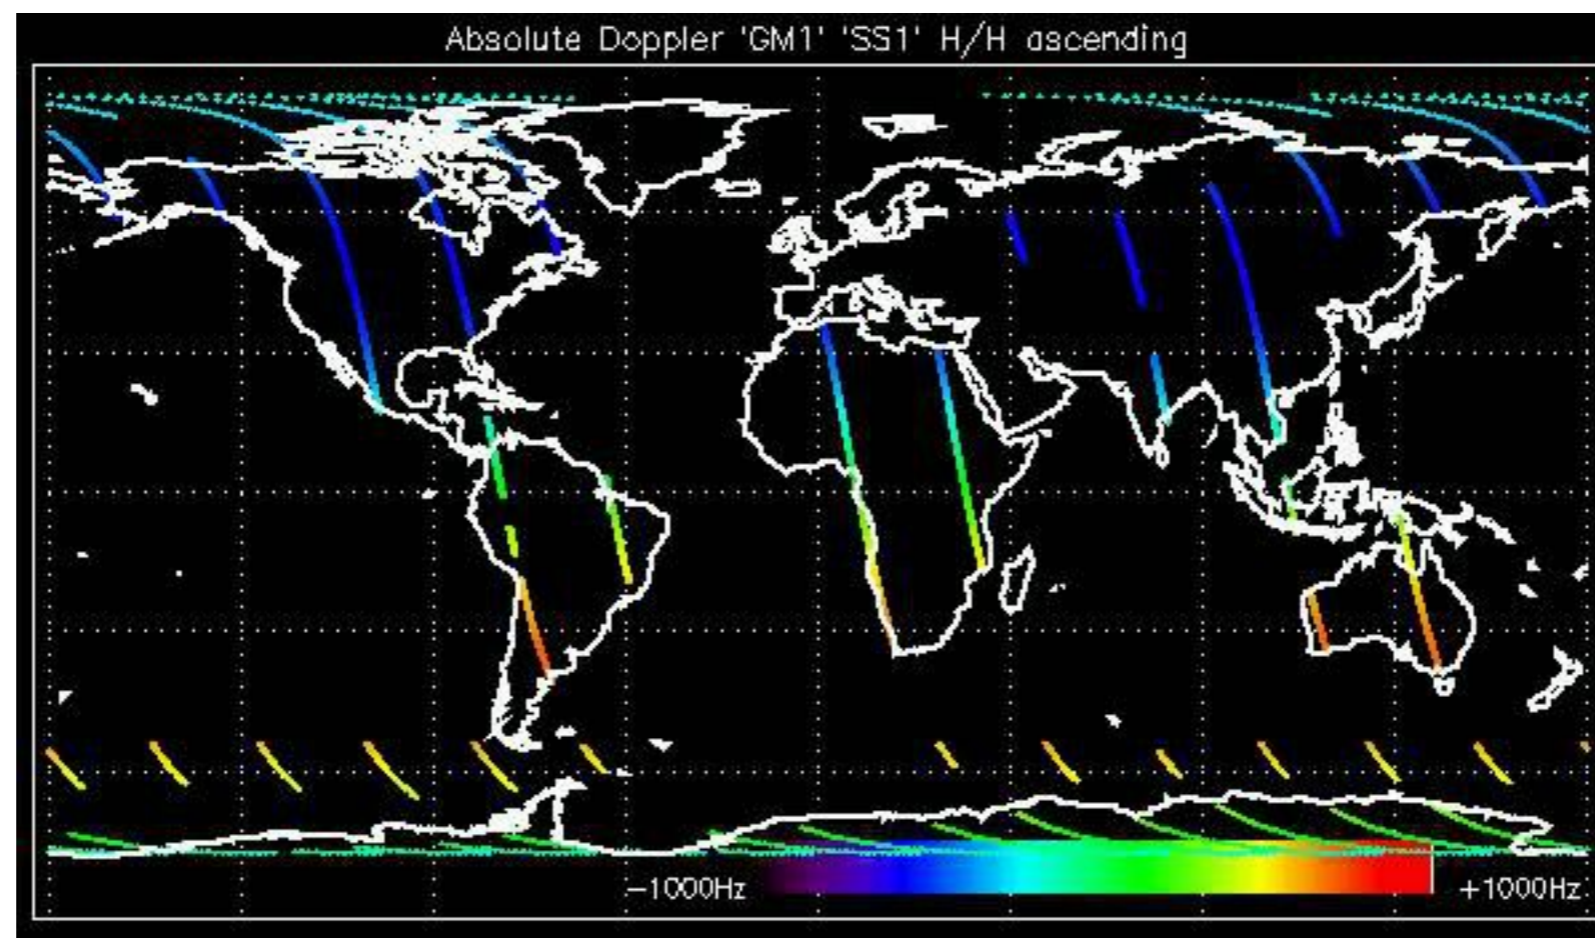 Absolute Doppler 'GM1' 'SS1' H/H ascending
−1000Hz
+1000Hz